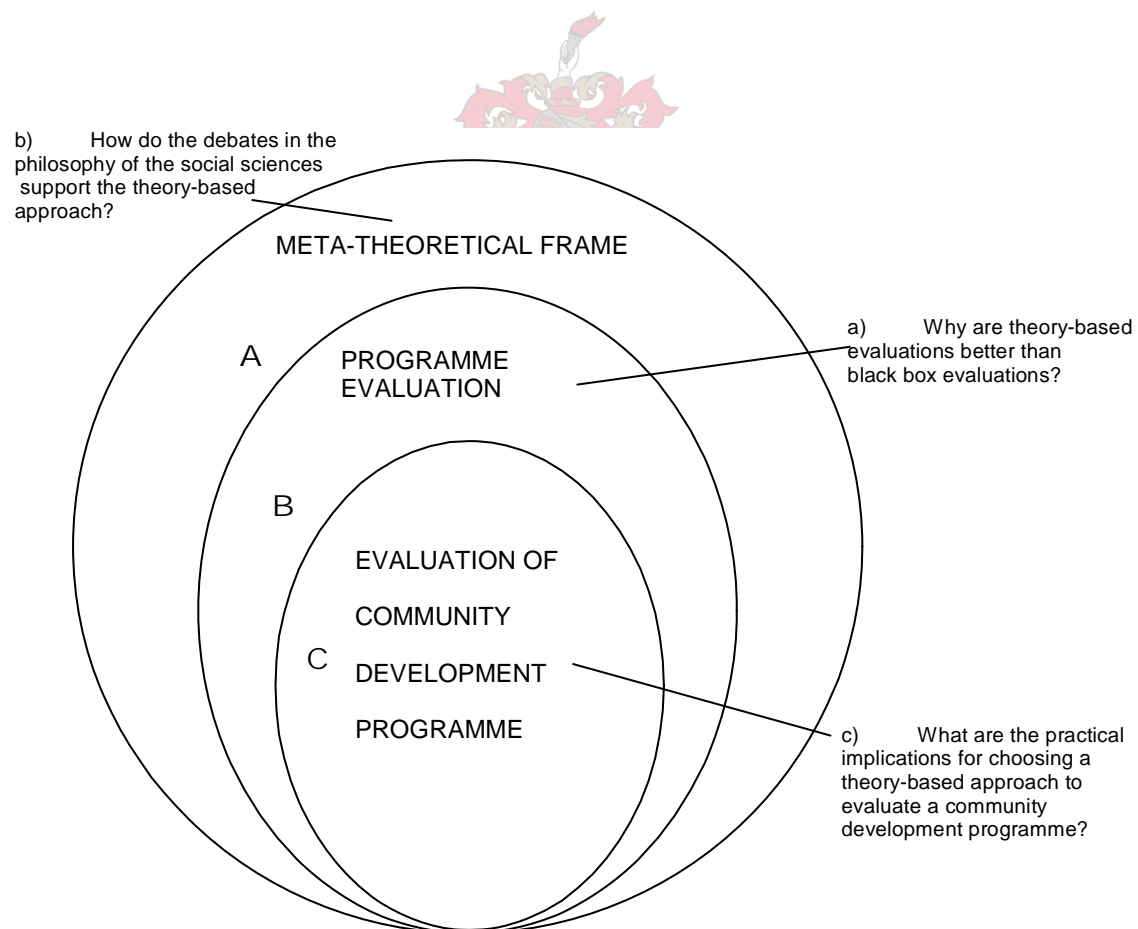 b) How do the debates in the
philosophy of the social sciences
support the theory-based
approach?
META-THEORETICAL FRAME
a) Why are theory-based
evaluations better than
black box evaluations?
A
PROGRAMME
EVALUATION
B
EVALUATION OF
COMMUNITY
C
DEVELOPMENT
PROGRAMME
c) What are the practical
implications for choosing a
theory-based approach to
evaluate a community
development programme?